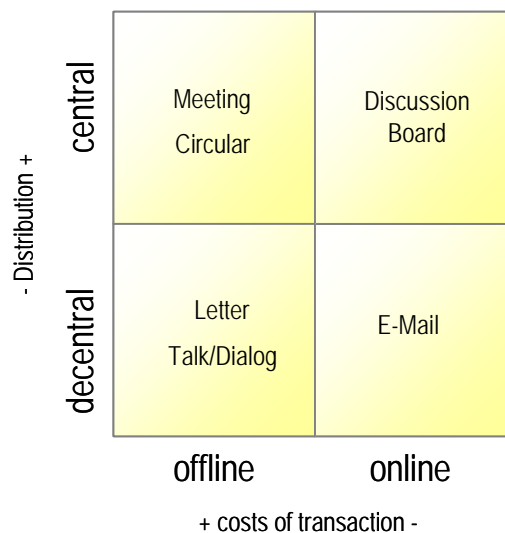 - Distribution +
central
decentral
Meeting
Circular
Discussion
Board
Letter
Talk/Dialog
E-Mail
offline
online
+ costs of transaction -